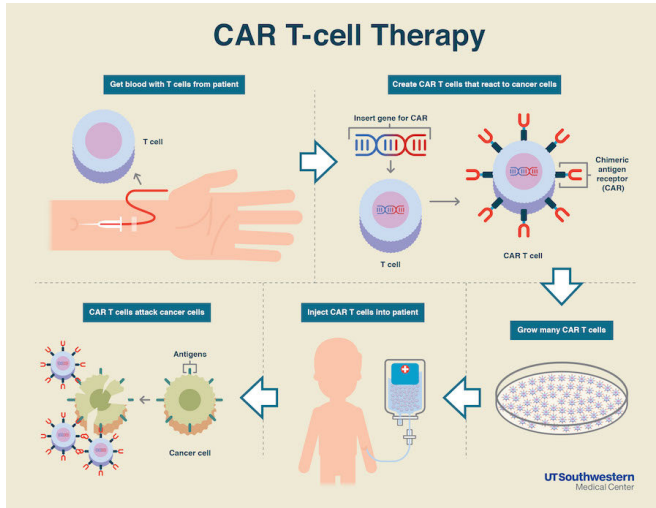 CAR T-cell Therapy
Get blood with T cells from patient
T cell
Create CAR T cells that react to cancer cells
Insert gene for CAR
T cell
Chimeric
antigen
receptor
(CAR)
CAR T cell
Grow many CAR T cells
Inject CAR T cells into patient
CAR T cells attack cancer cells
Antigens
Cancer cell
UTSouthwestern
Medical Center